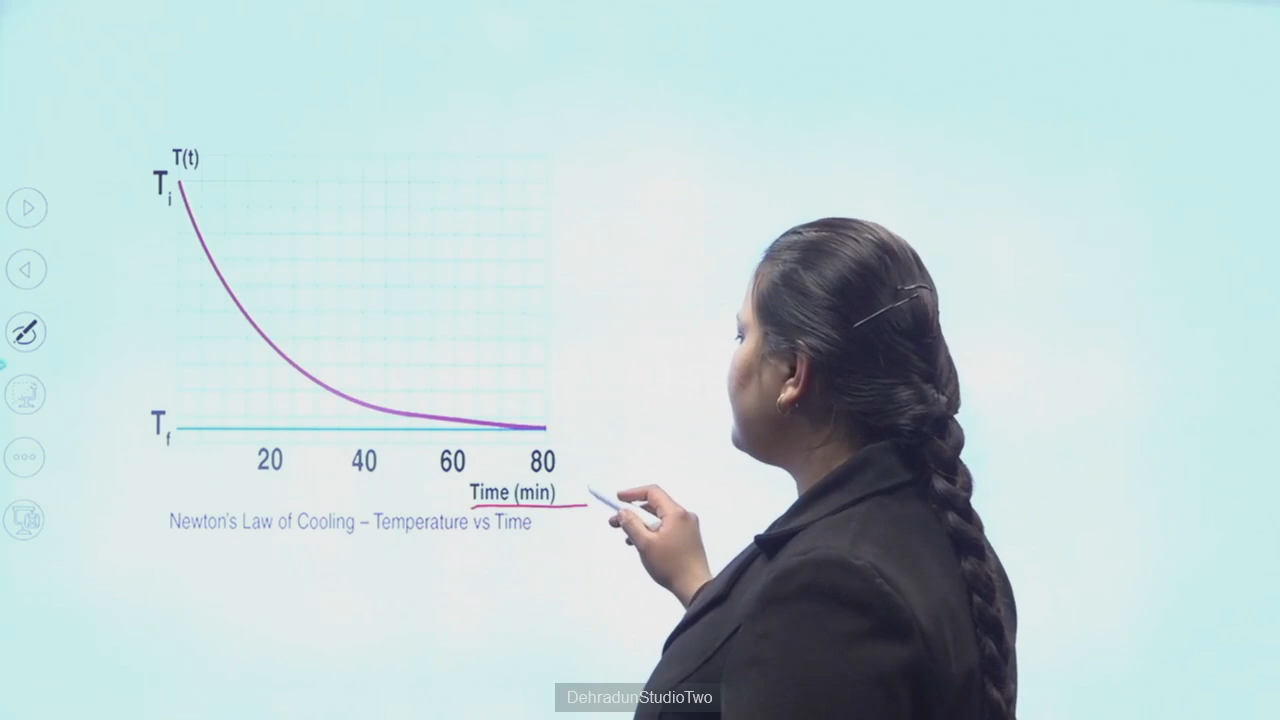 T(t)
Ti
Tf
20 40 60 80
Time (min)
Newton's Law of Cooling – Temperature vs Time
DehradunStudioTwo